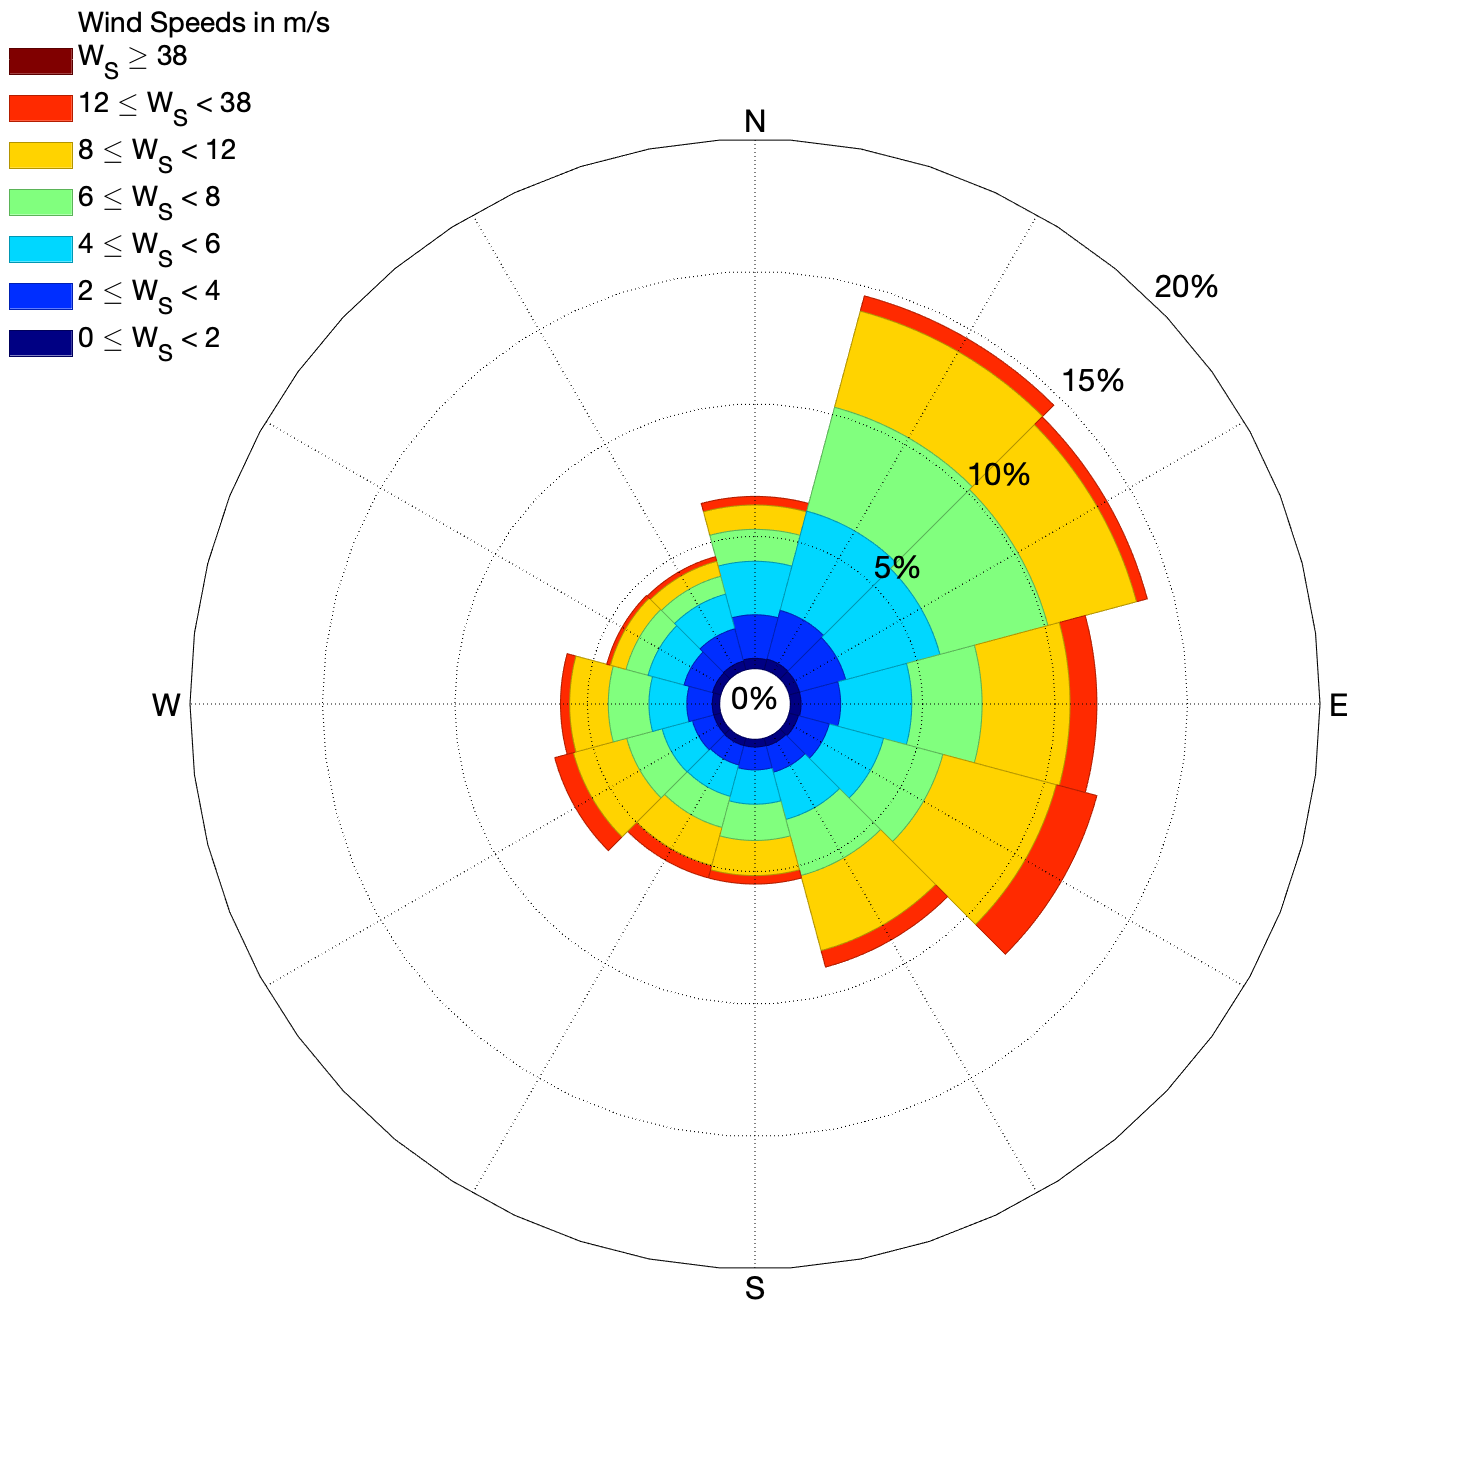 Wind Speeds in m/s
W_S ≥ 38
12 ≤ W_S < 38
8 ≤ W_S < 12
6 ≤ W_S < 8
4 ≤ W_S < 6
2 ≤ W_S < 4
0 ≤ W_S < 2
N
20%
15%
10%
5%
0%
W
E
S